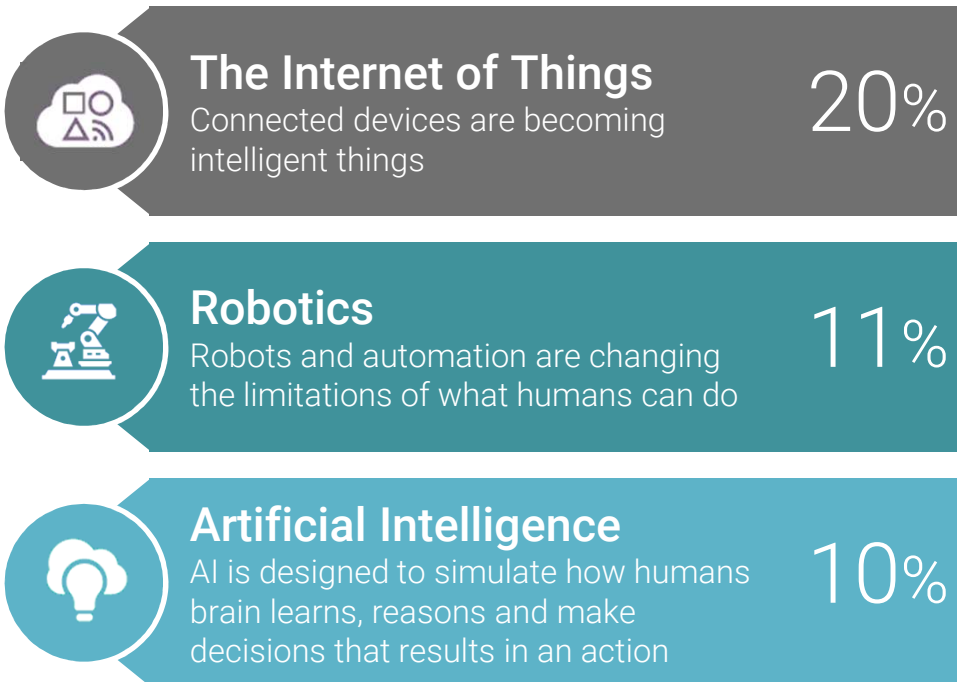 The Internet of Things
Connected devices are becoming
intelligent things
20%
Robotics
Robots and automation are changing
the limitations of what humans can do
11%
Artificial Intelligence
AI is designed to simulate how humans
brain learns, reasons and make
decisions that results in an action
10%